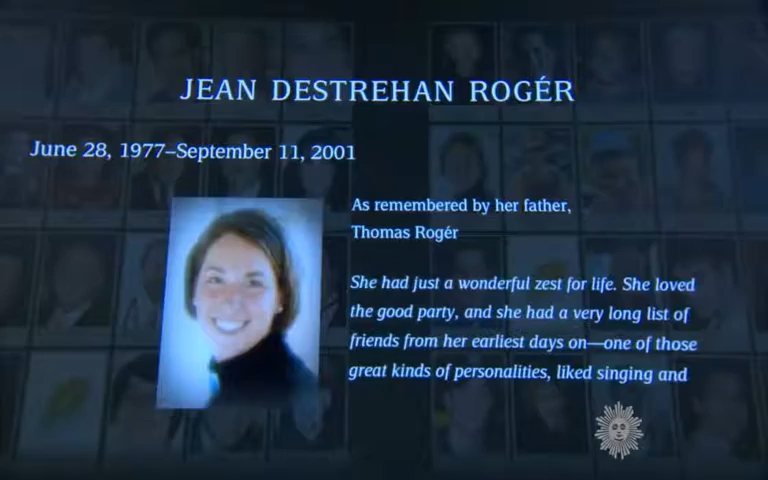 JEAN DESTREHAN ROGÉR
June 28, 1977–September 11, 2001
As remembered by her father,
Thomas Rogér
She had just a wonderful zest for life. She loved
the good party, and she had a very long list of
friends from her earliest days on—one of those
great kinds of personalities, liked singing and